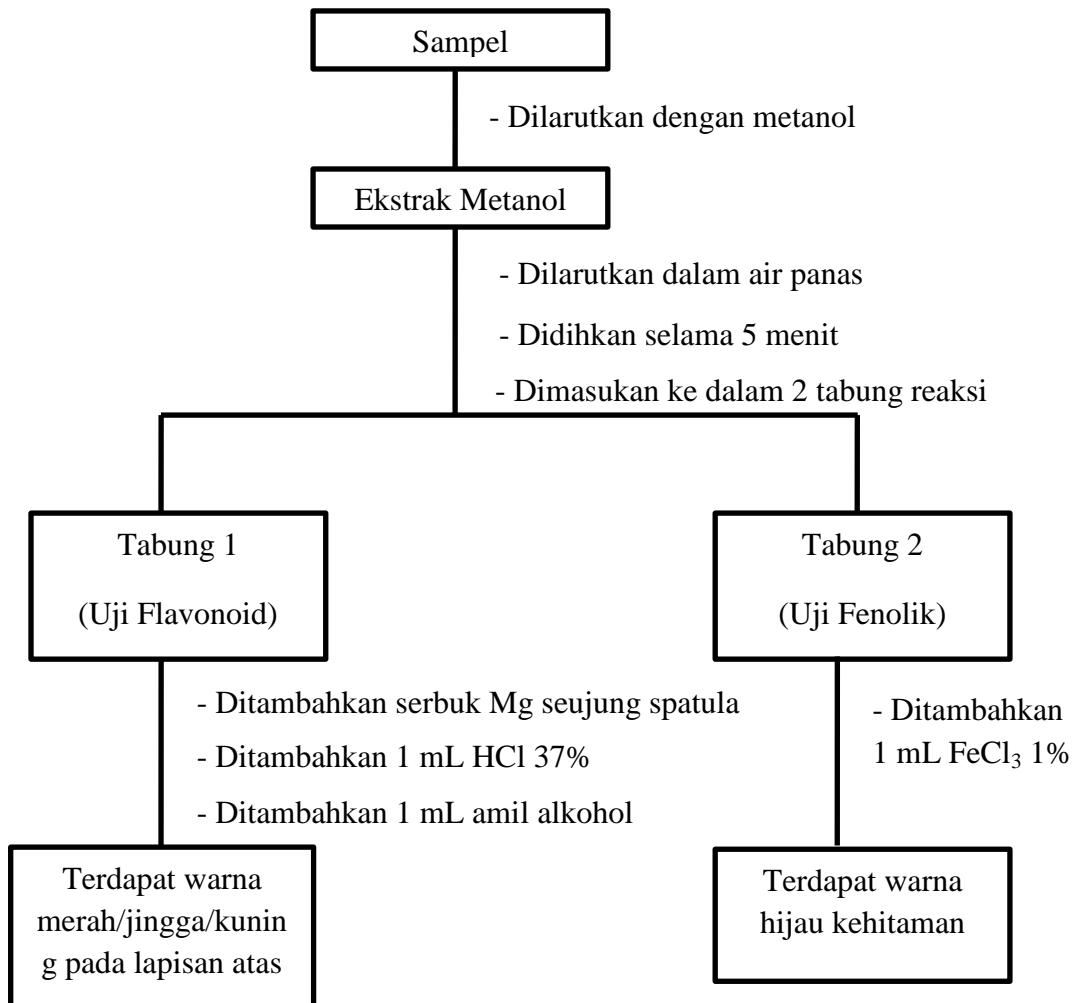 Sampel
- Dilarutkan dengan metanol
Ekstrak Metanol
- Dilarutkan dalam air panas
- Didihkan selama 5 menit
- Dimasukan ke dalam 2 tabung reaksi
Tabung 1
(Uji Flavonoid)
Tabung 2
(Uji Fenolik)
- Ditambahkan serbuk Mg seujung spatula
- Ditambahkan 1 mL HCl 37%
- Ditambahkan 1 mL amil alkohol
- Ditambahkan
1 mL FeCl₃ 1%
Terdapat warna
merah/jingga/kunin
g pada lapisan atas
Terdapat warna
hijau kehitaman